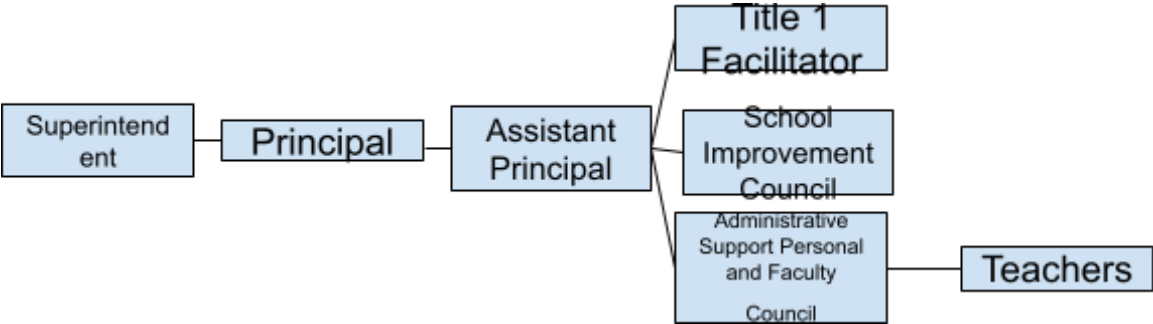 Superintend
ent
Principal
Assistant
Principal
Title 1
Facilitator
School
Improvement
Council
Administrative
Support Personal
and Faculty
Council
Teachers